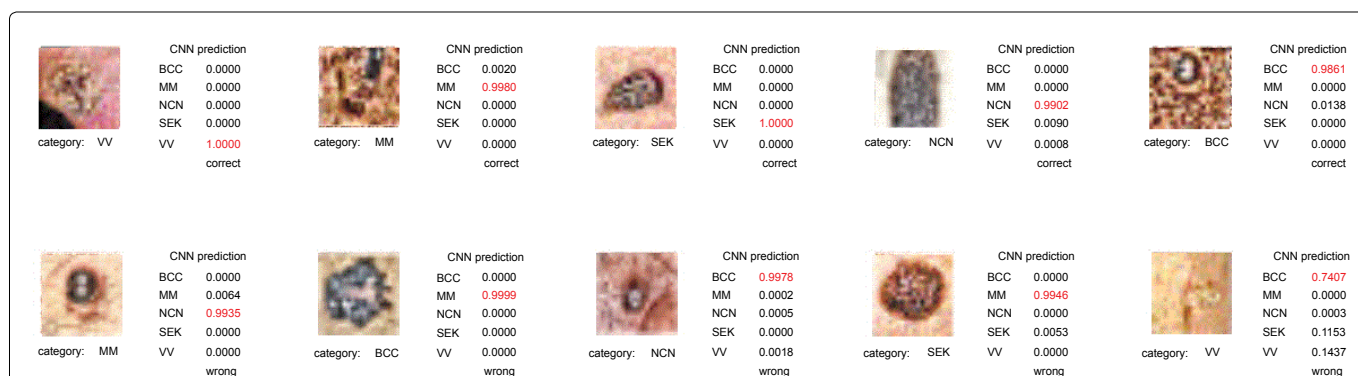 CNN prediction
BCC 0.0000
MM 0.0000
NCN 0.0000
SEK 0.0000
category: VV VV 1.0000
correct
CNN prediction
BCC 0.0020
MM 0.9980
NCN 0.0000
SEK 0.0000
category: MM VV 0.0000
correct
CNN prediction
BCC 0.0000
MM 0.0000
NCN 0.0000
SEK 1.0000
category: SEK VV 0.0000
correct
CNN prediction
BCC 0.0000
MM 0.0000
NCN 0.9902
SEK 0.0090
category: NCN VV 0.0008
correct
CNN prediction
BCC 0.9861
MM 0.0000
NCN 0.0138
SEK 0.0000
category: BCC VV 0.0000
correct
CNN prediction
BCC 0.0000
MM 0.0064
NCN 0.9935
SEK 0.0000
category: MM VV 0.0000
wrong
CNN prediction
BCC 0.0000
MM 0.9999
NCN 0.0000
SEK 0.0000
category: BCC VV 0.0000
wrong
CNN prediction
BCC 0.9978
MM 0.0002
NCN 0.0005
SEK 0.0000
category: NCN VV 0.0018
wrong
CNN prediction
BCC 0.0000
MM 0.9946
NCN 0.0000
SEK 0.0053
category: SEK VV 0.0000
wrong
CNN prediction
BCC 0.7407
MM 0.0000
NCN 0.0003
SEK 0.1153
category: VV VV 0.1437
wrong